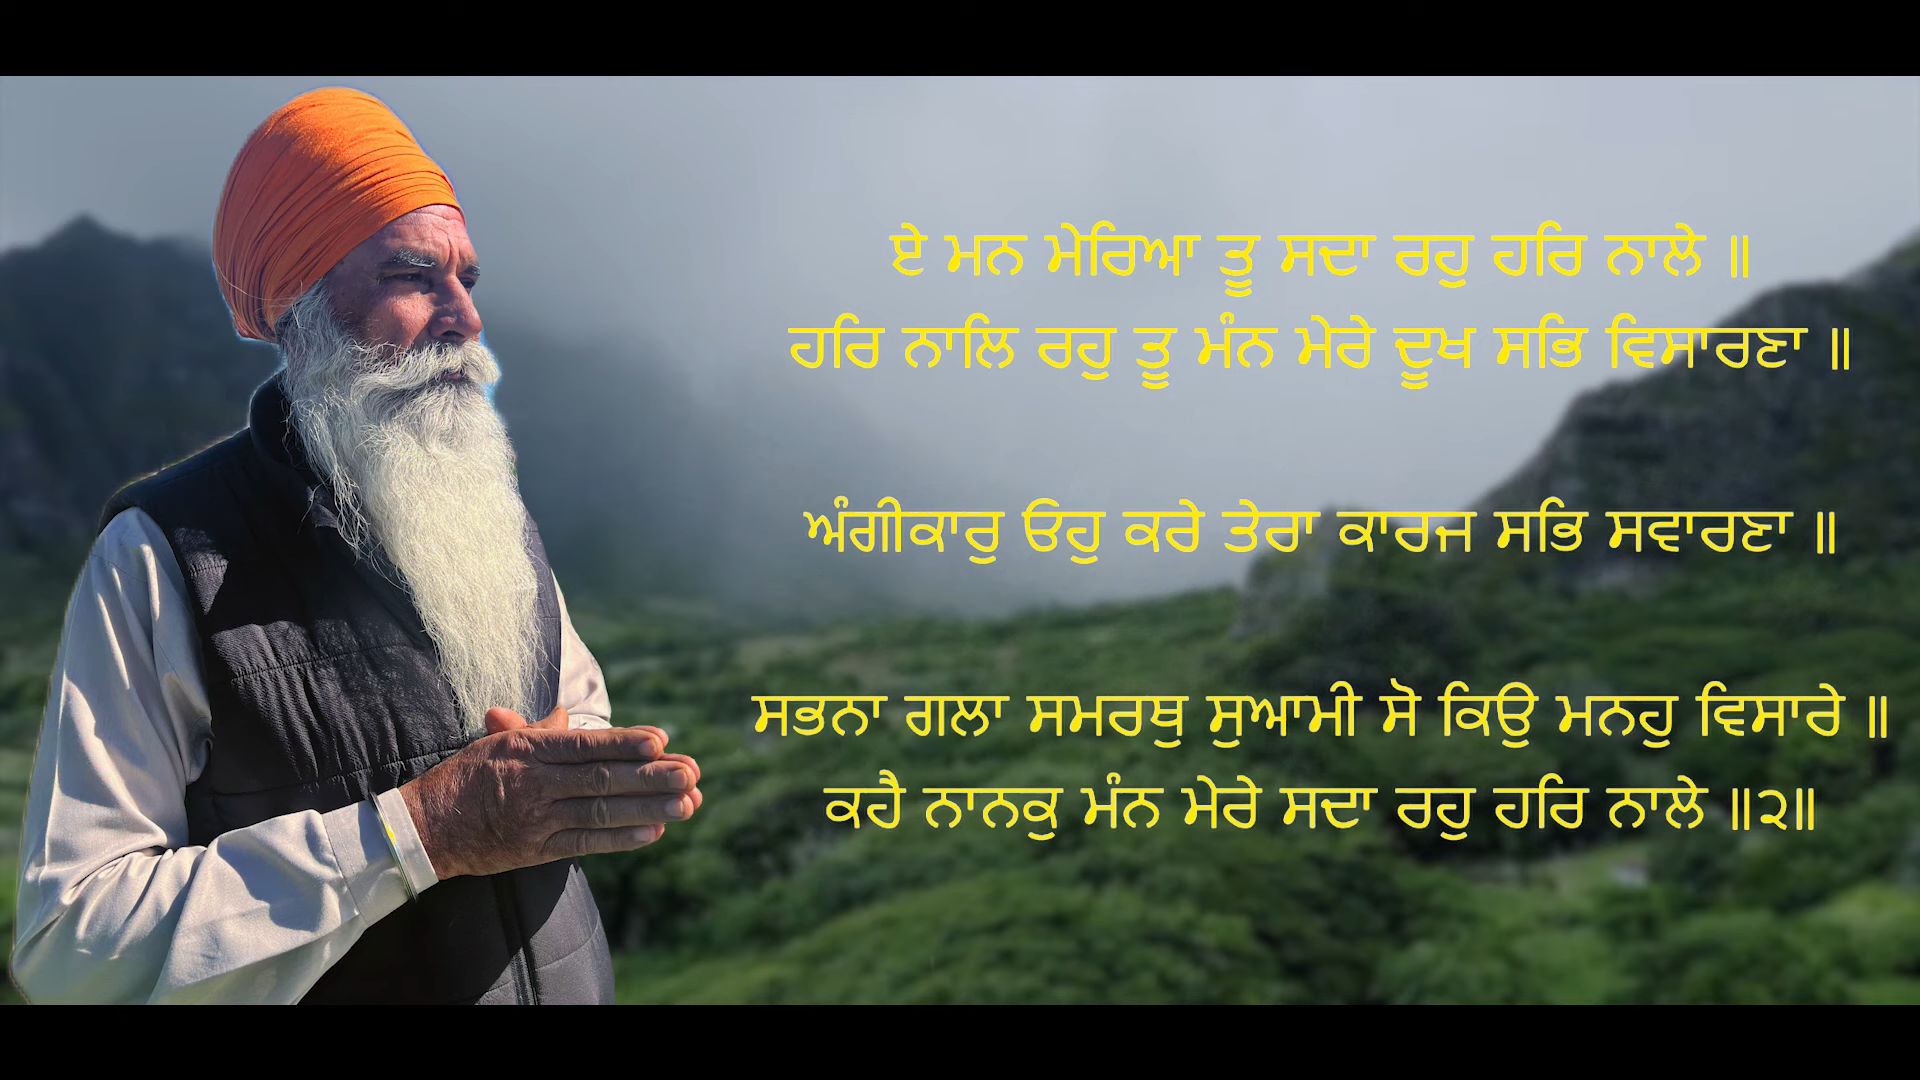 ਏ ਮਨ ਮੇਰਿਆ ਤੂ ਸਦਾ ਰਹੁ ਹਰਿ ਨਾਲੇ ॥
ਹਰਿ ਨਾਲਿ ਰਹੁ ਤੂ ਮੰਨ ਮੇਰੇ ਦੂਖ ਸਭਿ ਵਿਸਾਰਣਾ ॥
ਅੰਗੀਕਾਰੁ ਓਹੁ ਕਰੇ ਤੇਰਾ ਕਾਰਜ ਸਭਿ ਸਵਾਰਣਾ ॥
ਸਭਨਾ ਗਲਾ ਸਮਰਥੁ ਸੁਆਮੀ ਸੋ ਕਿਉ ਮਨਹੁ ਵਿਸਾਰੇ ॥
ਕਹੈ ਨਾਨਕੁ ਮੰਨ ਮੇਰੇ ਸਦਾ ਰਹੁ ਹਰਿ ਨਾਲੇ ॥੨॥